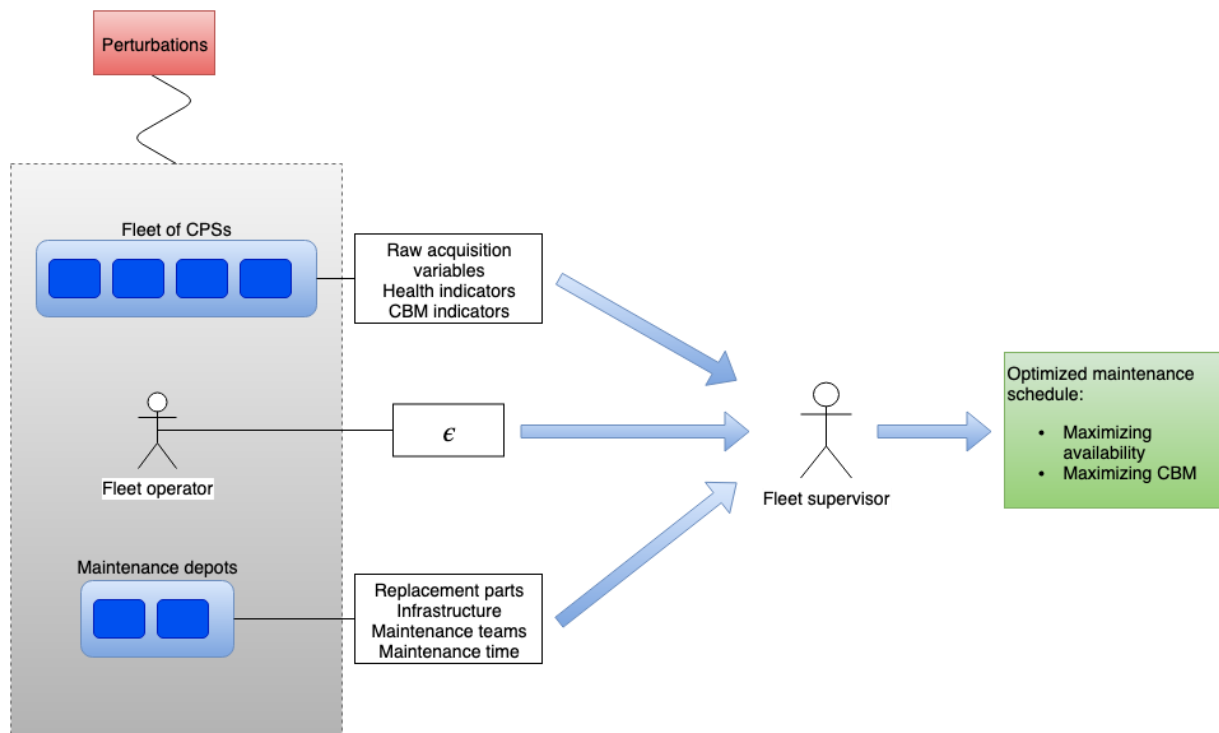 Perturbations
Fleet of CPSs
Raw acquisition
variables
Health indicators
CBM indicators
Fleet operator
ϵ
Maintenance depots
Replacement parts
Infrastructure
Maintenance teams
Maintenance time
Fleet supervisor
Optimized maintenance
schedule:
• Maximizing
availability
• Maximizing CBM